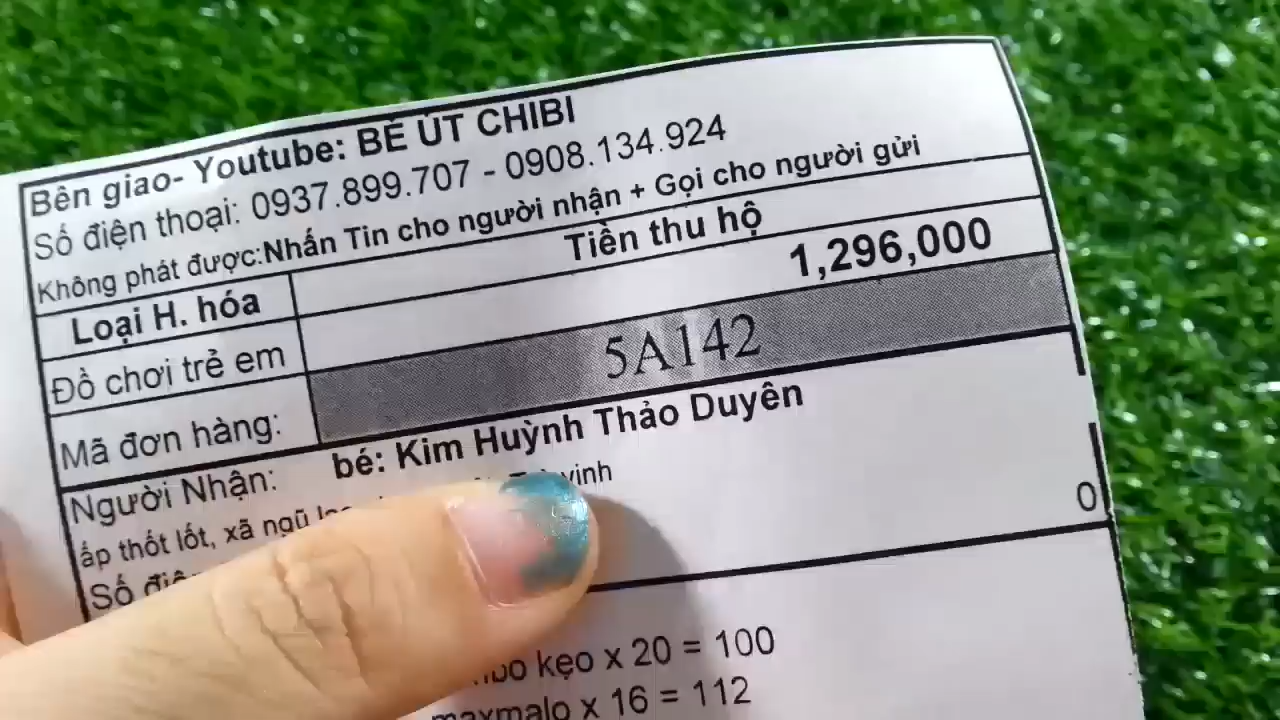 Bên giao- Youtube: BÉ ÚT CHIBI
Số điện thoại: 0937.899.707 - 0908.134.924
Không phát được:Nhấn Tin cho người nhận + Gọi cho người gửi
Loại H. hóa Tiền thu hộ
Đồ chơi trẻ em 1,296,000
Mã đơn hàng: 5A142
Người Nhận: bé: Kim Huỳnh Thảo Duyên
ấp thốt lốt, xã ngũ vinh
Số 0
kẹo x 20 = 100
maxmalo x 16 = 112